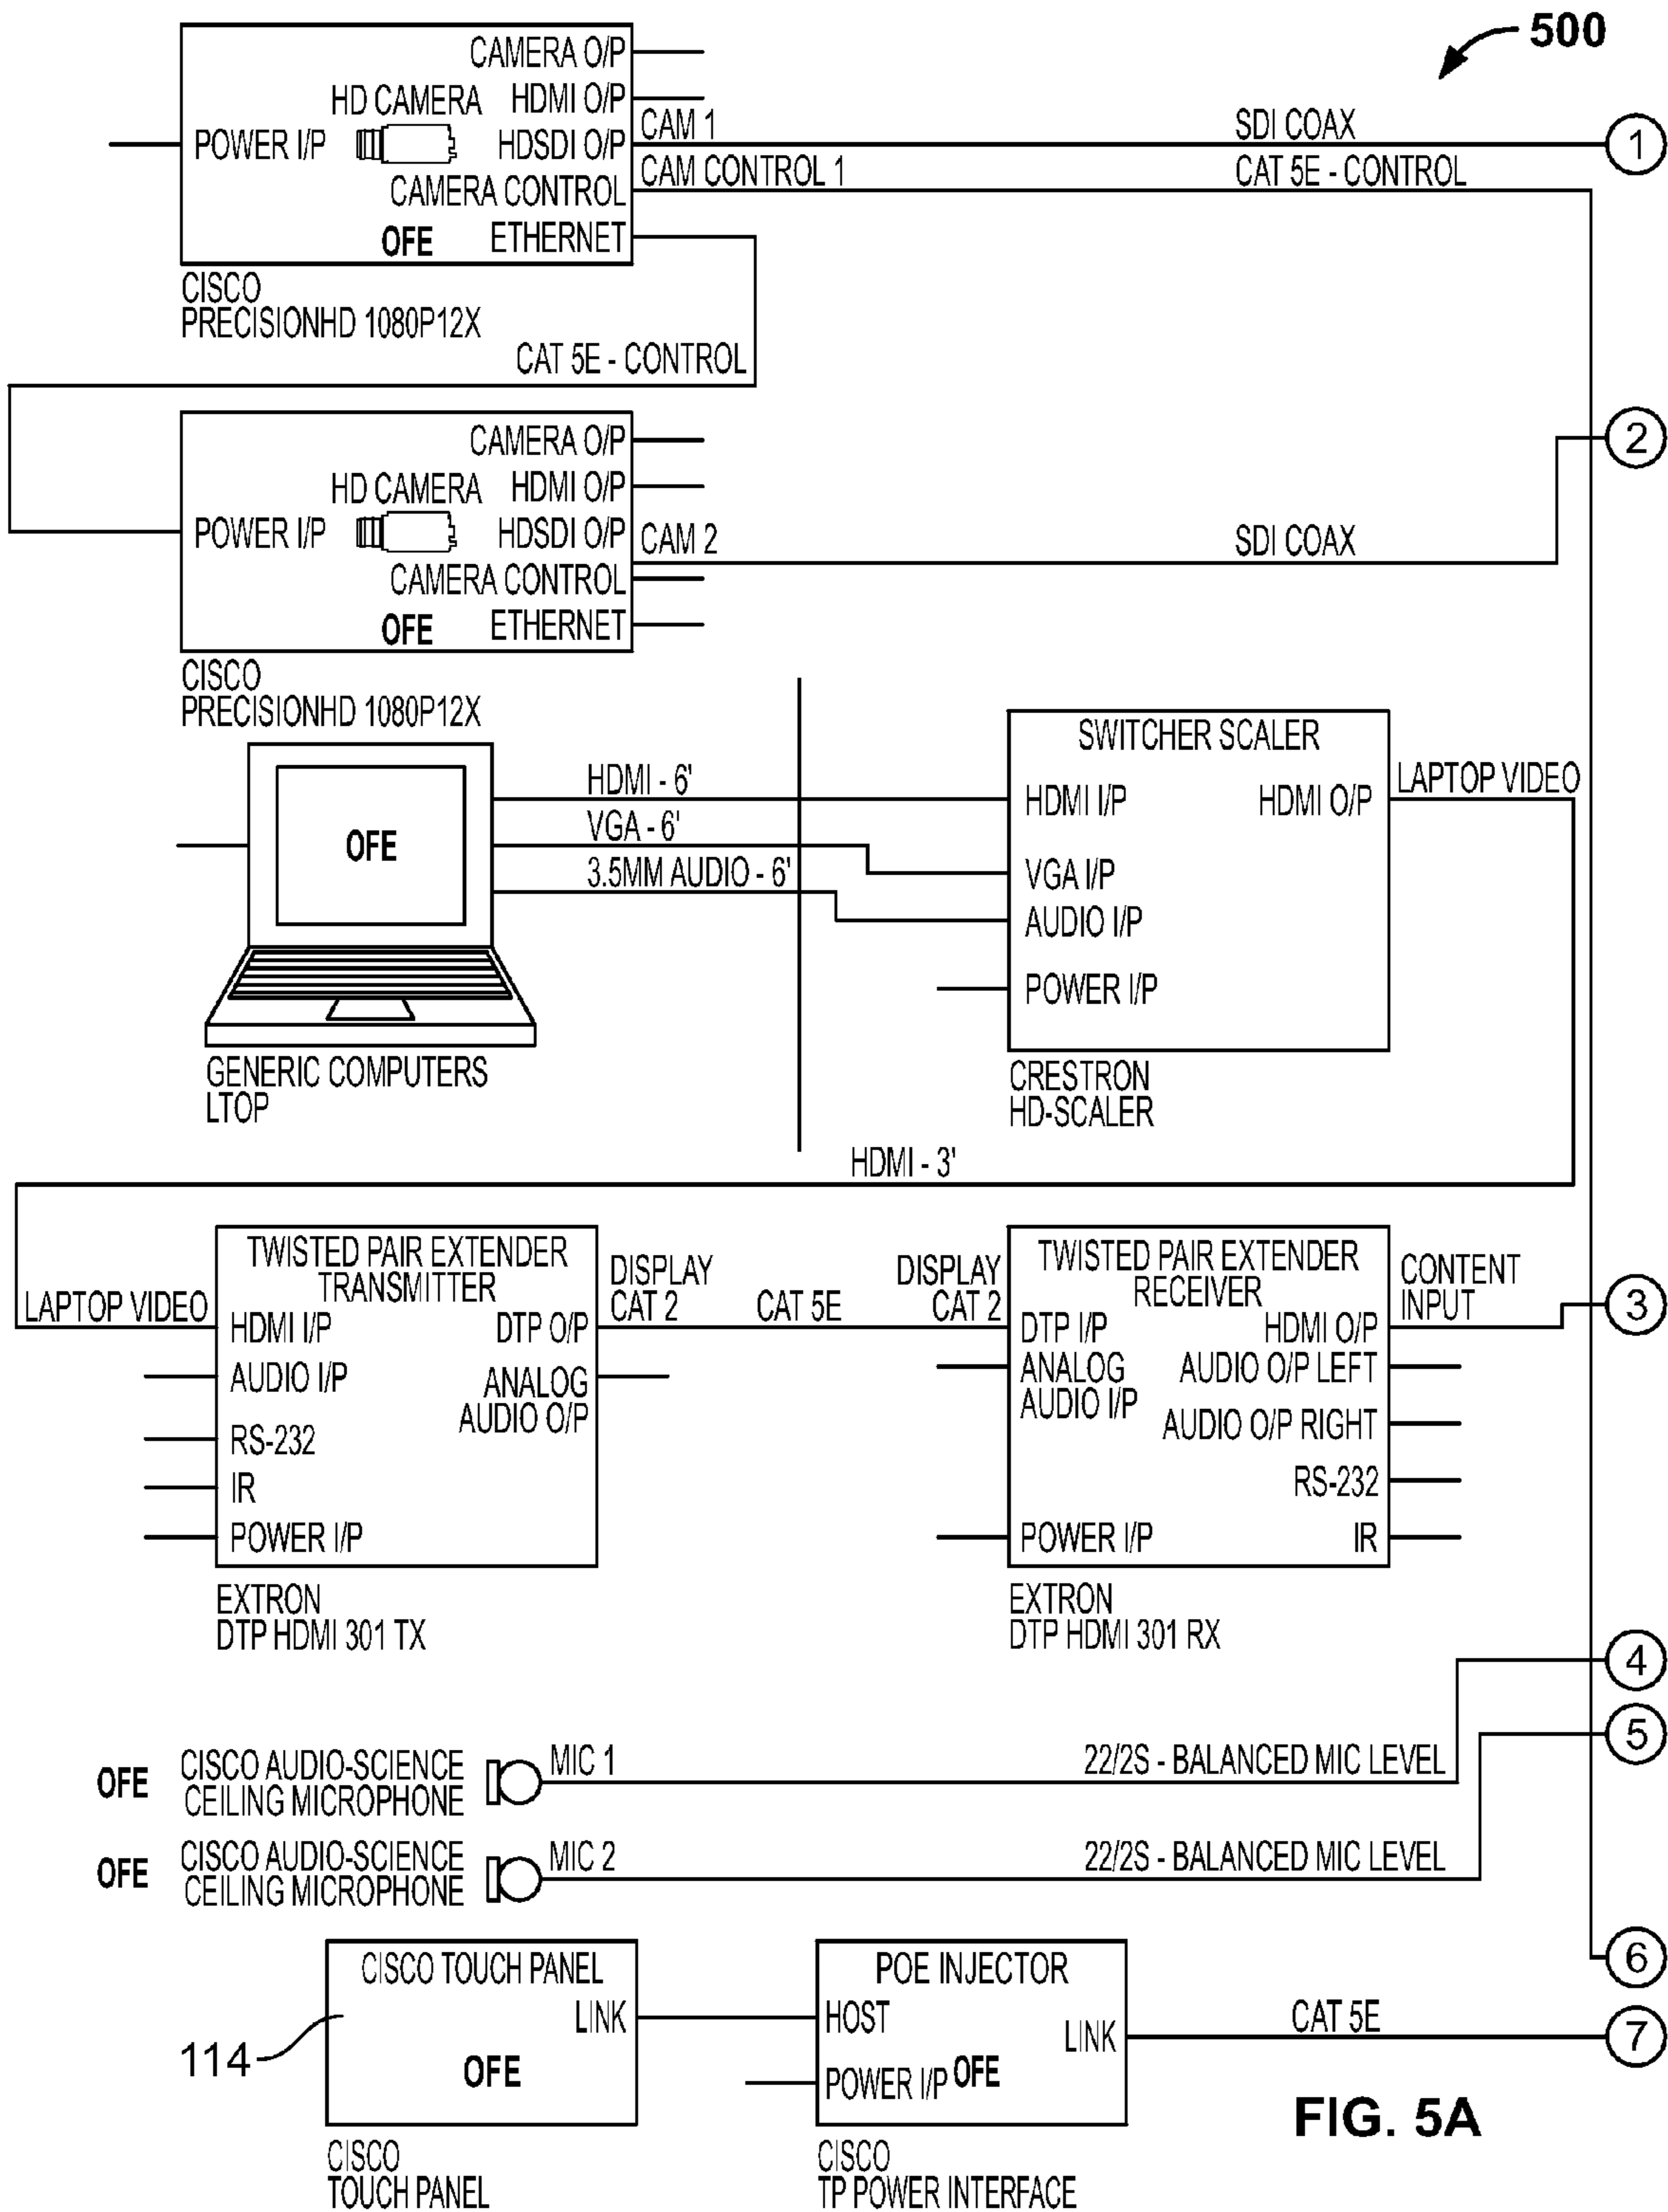 500
CAMERA O/P
HD CAMERA HDMI O/P
POWER I/P HDSDI O/P
CAMERA CONTROL
OFE ETHERNET
CAM 1
SDI COAX
1
CAM CONTROL 1
CAT 5E - CONTROL
CISCO
PRECISIONHD 1080P12X
CAT 5E - CONTROL
CAMERA O/P
HD CAMERA HDMI O/P
POWER I/P HDSDI O/P
CAMERA CONTROL
OFE ETHERNET
CAM 2
SDI COAX
2
CISCO
PRECISIONHD 1080P12X
OFE
HDMI - 6'
VGA - 6'
3.5MM AUDIO - 6'
GENERIC COMPUTERS
LTOP
SWITCHER SCALER
HDMI I/P HDMI O/P
VGA I/P
AUDIO I/P
POWER I/P
LAPTOP VIDEO
CRESTRON
HD-SCALER
HDMI - 3'
LAPTOP VIDEO
TWISTED PAIR EXTENDER
TRANSMITTER
HDMI I/P DTP O/P
AUDIO I/P ANALOG
AUDIO O/P
RS-232
IR
POWER I/P
EXTRON
DTP HDMI 301 TX
DISPLAY
CAT 2
CAT 5E
DISPLAY
CAT 2
TWISTED PAIR EXTENDER
RECEIVER
DTP I/P HDMI O/P
ANALOG AUDIO O/P LEFT
AUDIO I/P
AUDIO O/P RIGHT
RS-232
POWER I/P IR
EXTRON
DTP HDMI 301 RX
CONTENT
INPUT
3
4
5
OFE
CISCO AUDIO-SCIENCE
CEILING MICROPHONE
MIC 1
22/2S - BALANCED MIC LEVEL
OFE
CISCO AUDIO-SCIENCE
CEILING MICROPHONE
MIC 2
22/2S - BALANCED MIC LEVEL
6
CISCO TOUCH PANEL
LINK
OFE
114
CISCO
TOUCH PANEL
POE INJECTOR
HOST
LINK
POWER I/P OFE
CISCO
TP POWER INTERFACE
CAT 5E
7
FIG. 5A